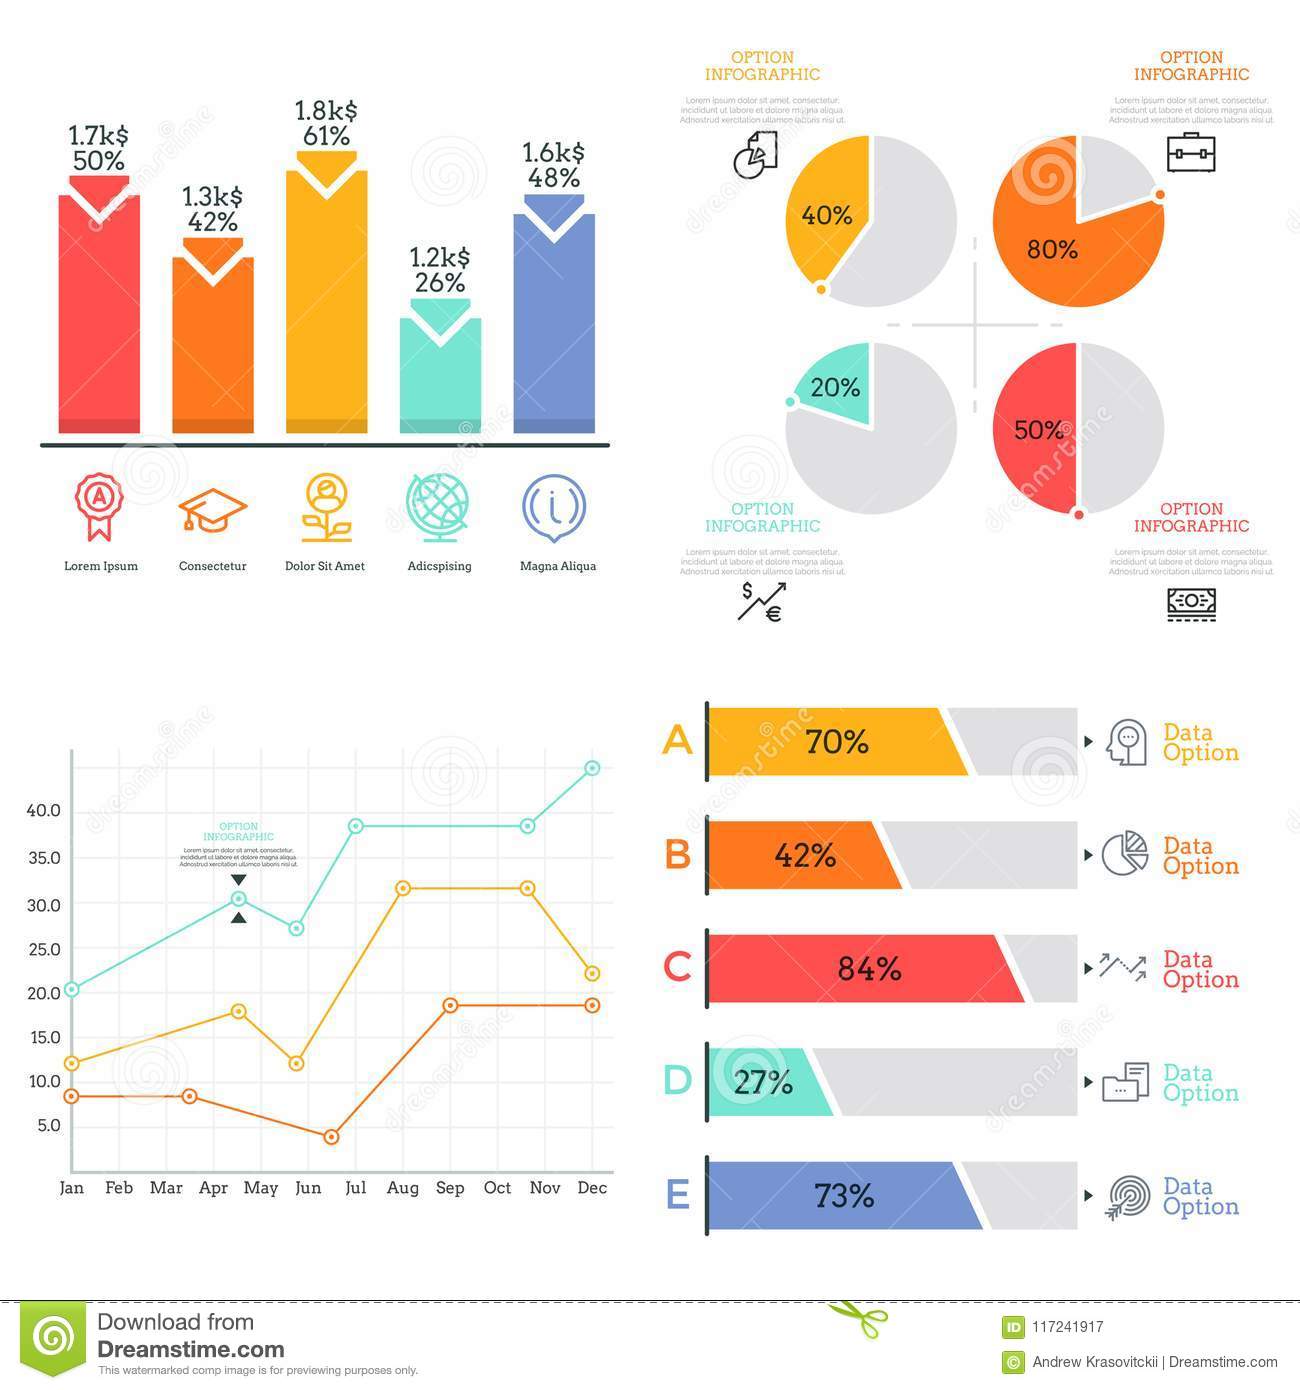 1.7k$
50%
1.3k$
42%
1.8k$
61%
1.2k$
26%
1.6k$
48%
A
i
Lorem Ipsum
Consectetur
Dolor Sit Amet
Adicspising
Magna Aliqua
OPTION
INFOGRAPHIC
Lorem ipsum dolor sit amet, consectetur,
incididunt ut labore et dolore magna aliqua.
Adnostrud xercitation ullamco laboris nisi ut.
40%
OPTION
INFOGRAPHIC
Lorem ipsum dolor sit amet, consectetur,
incididunt ut labore et dolore magna aliqua.
Adnostrud xercitation ullamco laboris nisi ut.
80%
20%
OPTION
INFOGRAPHIC
Lorem ipsum dolor sit amet, consectetur,
incididunt ut labore et dolore magna aliqua.
Adnostrud xercitation ullamco laboris nisi ut.
$
€
50%
OPTION
INFOGRAPHIC
Lorem ipsum dolor sit amet, consectetur,
incididunt ut labore et dolore magna aliqua.
Adnostrud xercitation ullamco laboris nisi ut.
40.0
35.0
30.0
25.0
20.0
15.0
10.0
5.0
OPTION
INFOGRAPHIC
Lorem ipsum dolor sit amet,
incididunt ut labore et dolore magna aliqua.
Adnostrud xercitation ullamco laboris nisi ut.
Jan Feb Mar Apr May Jun Jul Aug Sep Oct Nov Dec
A
70%
Data
Option
B
42%
Data
Option
C
84%
Data
Option
D
27%
Data
Option
E
73%
Data
Option
dreamstime
Download from
Dreamstime.com
This watermarked comp image is for previewing purposes only.
ID 117241917
© Andrew Krasovitckii | Dreamstime.com